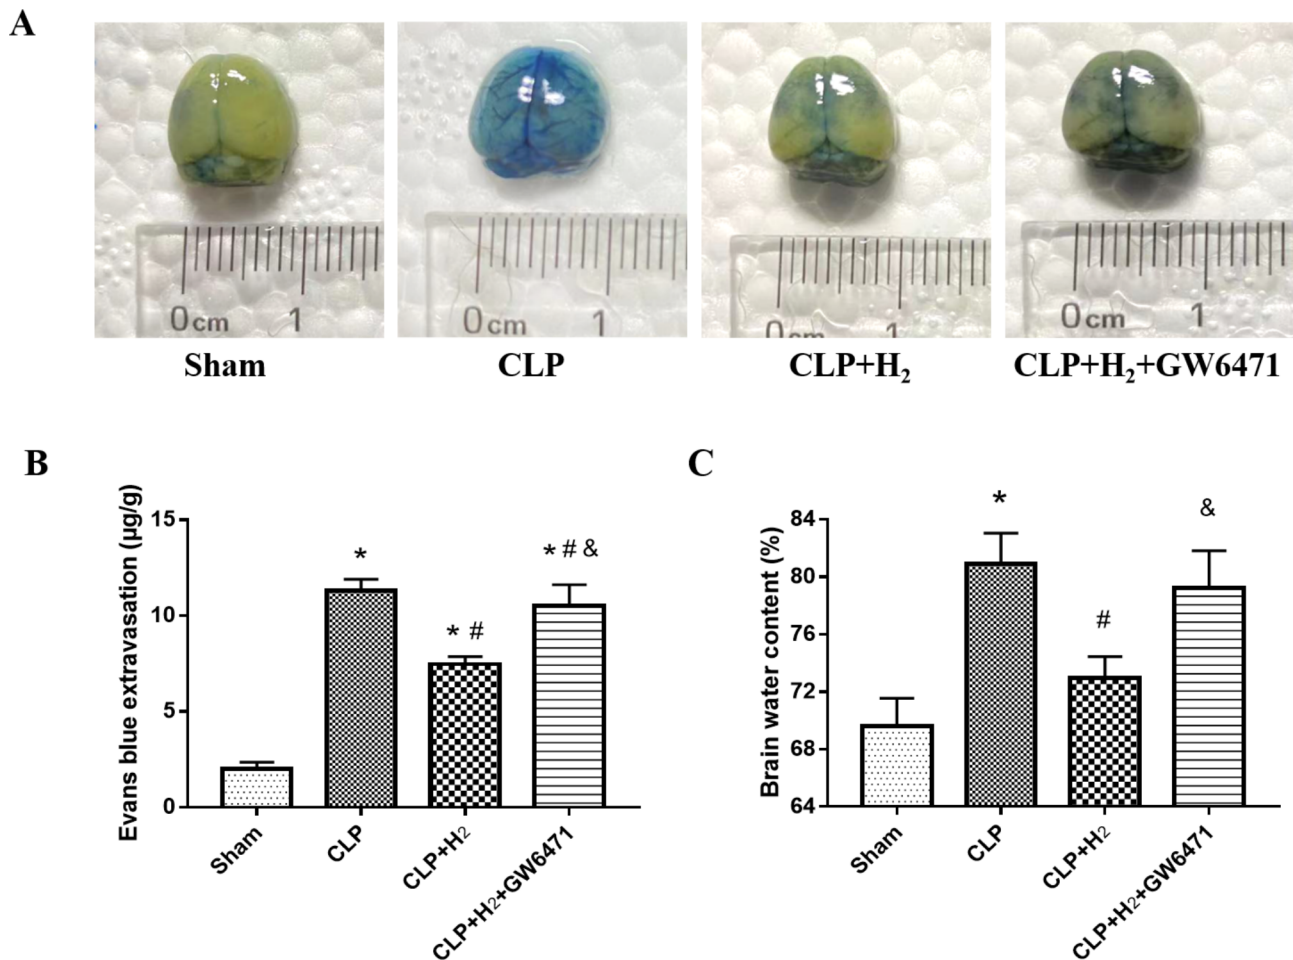 A
0cm 1
0cm 1
0cm 1
0cm 1
Sham
CLP
CLP+H₂
CLP+H₂+GW6471
B
Evans blue extravasation (µg/g)
15
10
5
0
*
* #
* # &
Sham
CLP
CLP+H2
CLP+H2+GW6471
C
Brain water content (%)
84
80
76
72
68
64
*
#
&
Sham
CLP
CLP+H2
CLP+H2+GW6471